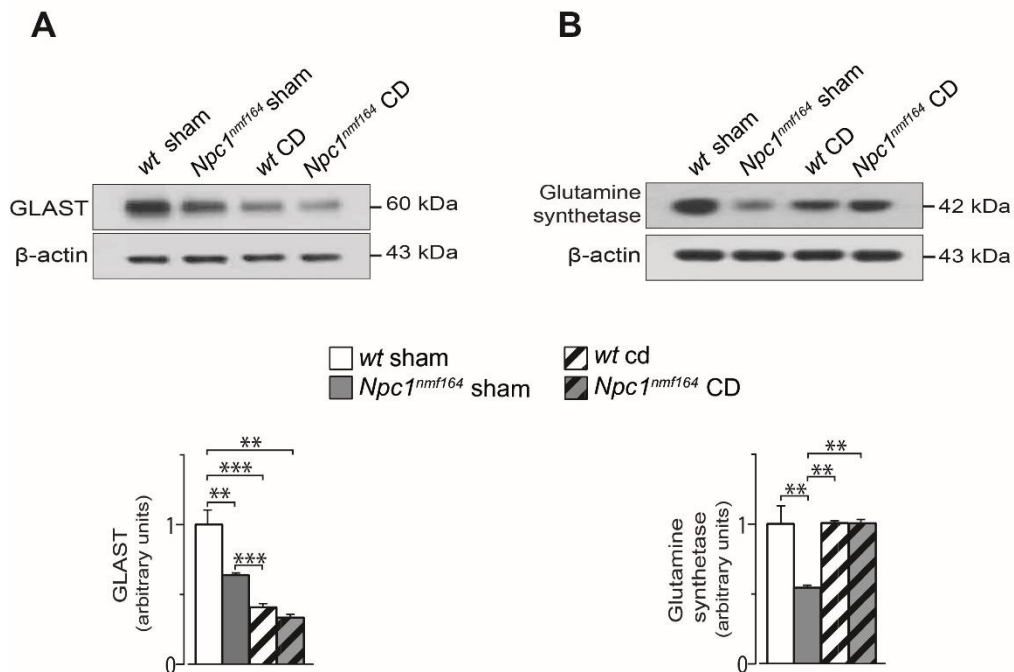 A
B
wt sham
Npc1nmf164 sham
wt CD
Npc1nmf164 CD
GLAST
60 kDa
β-actin
43 kDa
wt sham
Npc1nmf164 sham
wt CD
Npc1nmf164 CD
Glutamine
synthetase
42 kDa
β-actin
43 kDa
wt sham
wt cd
Npc1nmf164 sham
Npc1nmf164 CD
GLAST
(arbitrary units)
1
0
**
***
**
***
Glutamine
synthetase
(arbitrary units)
1
0
**
**
**